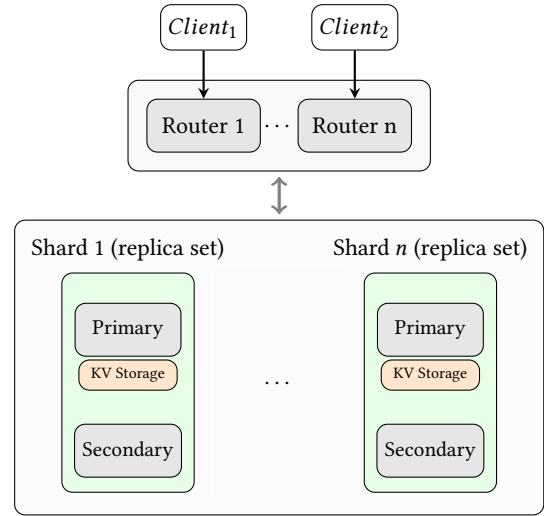 Client₁ Client₂
Router 1 ··· Router n
Shard 1 (replica set) Shard n (replica set)
Primary Primary
KV Storage ... KV Storage
Secondary Secondary